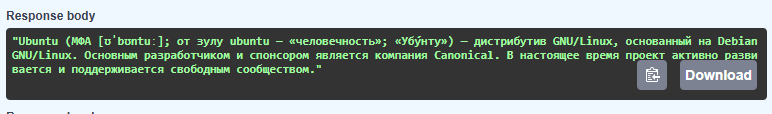 Response body
"Ubuntu (МФА [ʊˈbʊntuː]; от зулу ubuntu — «человечность»; «Убу́нту») — дистрибутив GNU/Linux, основанный на Debian
GNU/Linux. Основным разработчиком и спонсором является компания Canonical. В настоящее время проект активно разви
вается и поддерживается свободным сообществом."
Download